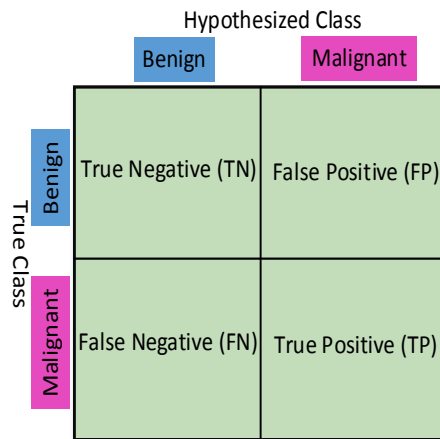 Hypothesized Class
Benign
Malignant
True Class
Benign
True Negative (TN)
False Positive (FP)
Malignant
False Negative (FN)
True Positive (TP)